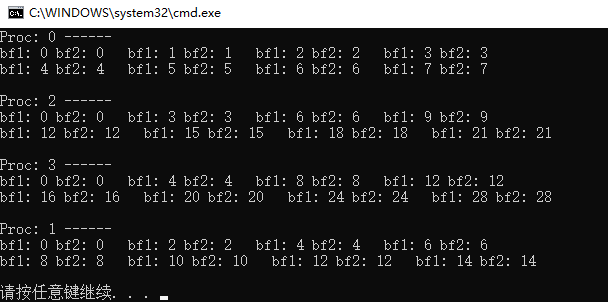 C:\WINDOWS\system32\cmd.exe
Proc: 0 ------
bf1: 0 bf2: 0   bf1: 1 bf2: 1   bf1: 2 bf2: 2   bf1: 3 bf2: 3
bf1: 4 bf2: 4   bf1: 5 bf2: 5   bf1: 6 bf2: 6   bf1: 7 bf2: 7
Proc: 2 ------
bf1: 0 bf2: 0   bf1: 3 bf2: 3   bf1: 6 bf2: 6   bf1: 9 bf2: 9
bf1: 12 bf2: 12   bf1: 15 bf2: 15   bf1: 18 bf2: 18   bf1: 21 bf2: 21
Proc: 3 ------
bf1: 0 bf2: 0   bf1: 4 bf2: 4   bf1: 8 bf2: 8   bf1: 12 bf2: 12
bf1: 16 bf2: 16   bf1: 20 bf2: 20   bf1: 24 bf2: 24   bf1: 28 bf2: 28
Proc: 1 ------
bf1: 0 bf2: 0   bf1: 2 bf2: 2   bf1: 4 bf2: 4   bf1: 6 bf2: 6
bf1: 8 bf2: 8   bf1: 10 bf2: 10   bf1: 12 bf2: 12   bf1: 14 bf2: 14
请按任意键继续. . .